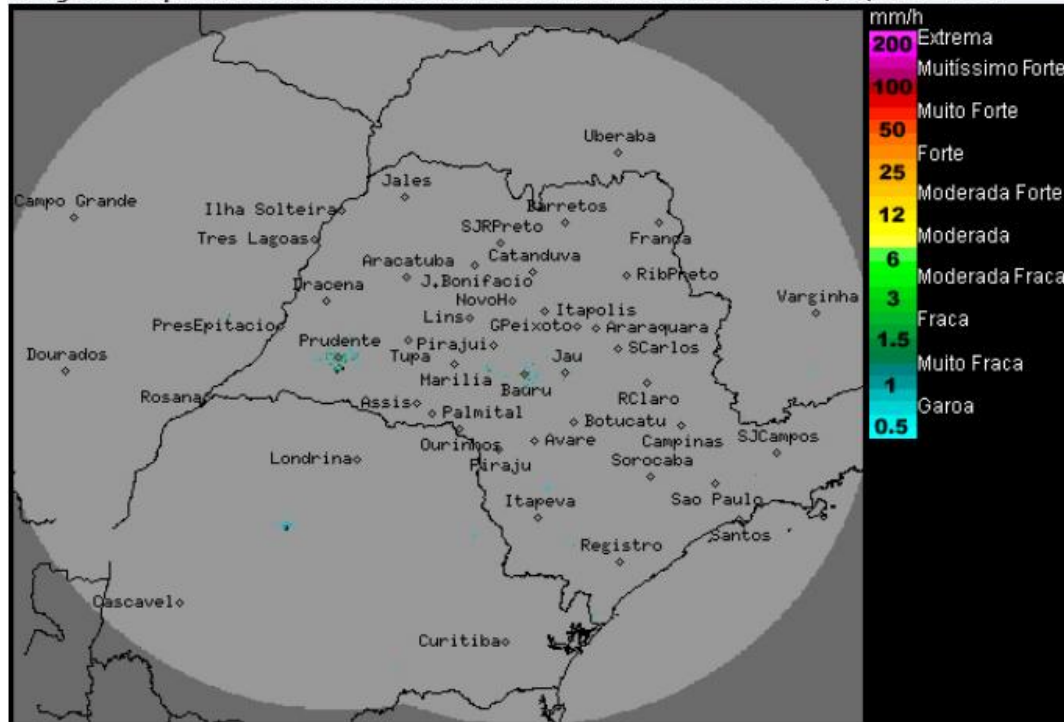 mm/h
200 Extrema
Muitíssimo Forte
100
Muito Forte
50
Forte
25
Moderada Forte
12
Moderada
6
Moderada Fraca
3
Fraca
1.5
Muito Fraca
1
Garoa
0.5
Uberaba
Jales
Campo Grande
Ilha Solteira
Barretos
Tres Lagoas
SJRPreto
Franca
Aracatuba
Catanduva
J.Bonifacio
RibPreto
Dracena
NovoH
Varginha
Lins
Itapolis
PresEpitacio
GPeixoto
Araraquara
Prudente
Pirajui
SCarlos
Dourados
Tupa
Jau
Marilia
Bauru
Rosana
Assis
RClaro
Palmital
Botucatu
Ourinhos
Avare
Campinas
SJCampos
Londrina
Piraju
Sorocaba
Itapeva
Sao Paulo
Santos
Registro
Cascavel
Curitiba